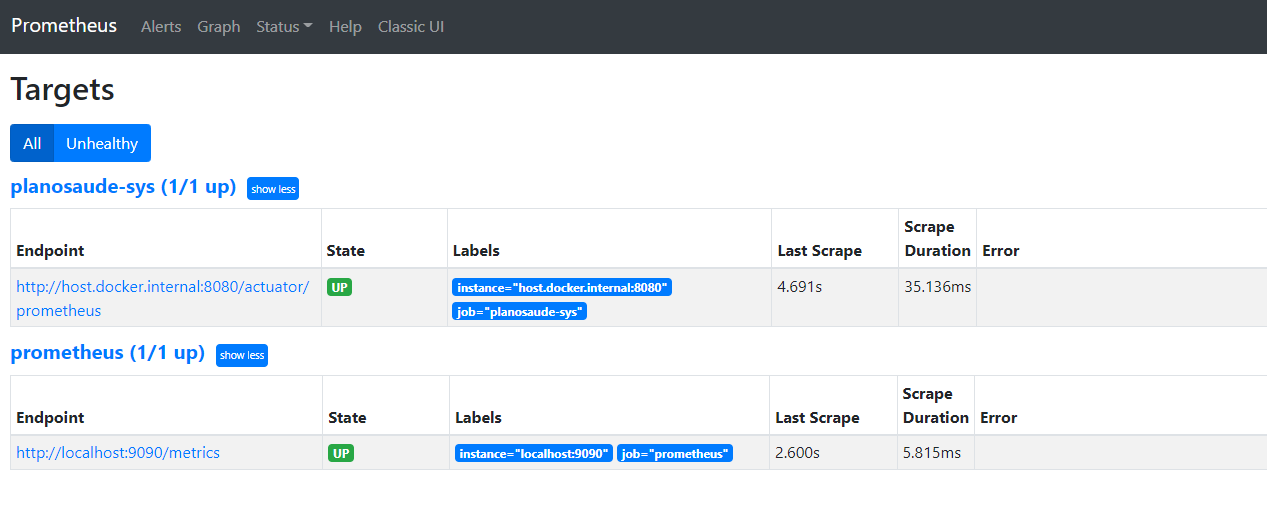 Prometheus Alerts Graph Status Help Classic UI
Targets
All Unhealthy
planosaude-sys (1/1 up) show less
Endpoint State Labels Last Scrape Scrape Duration Error
http://host.docker.internal:8080/actuator/prometheus UP instance="host.docker.internal:8080" job="planosaude-sys" 4.691s 35.136ms
prometheus (1/1 up) show less
Endpoint State Labels Last Scrape Scrape Duration Error
http://localhost:9090/metrics UP instance="localhost:9090" job="prometheus" 2.600s 5.815ms